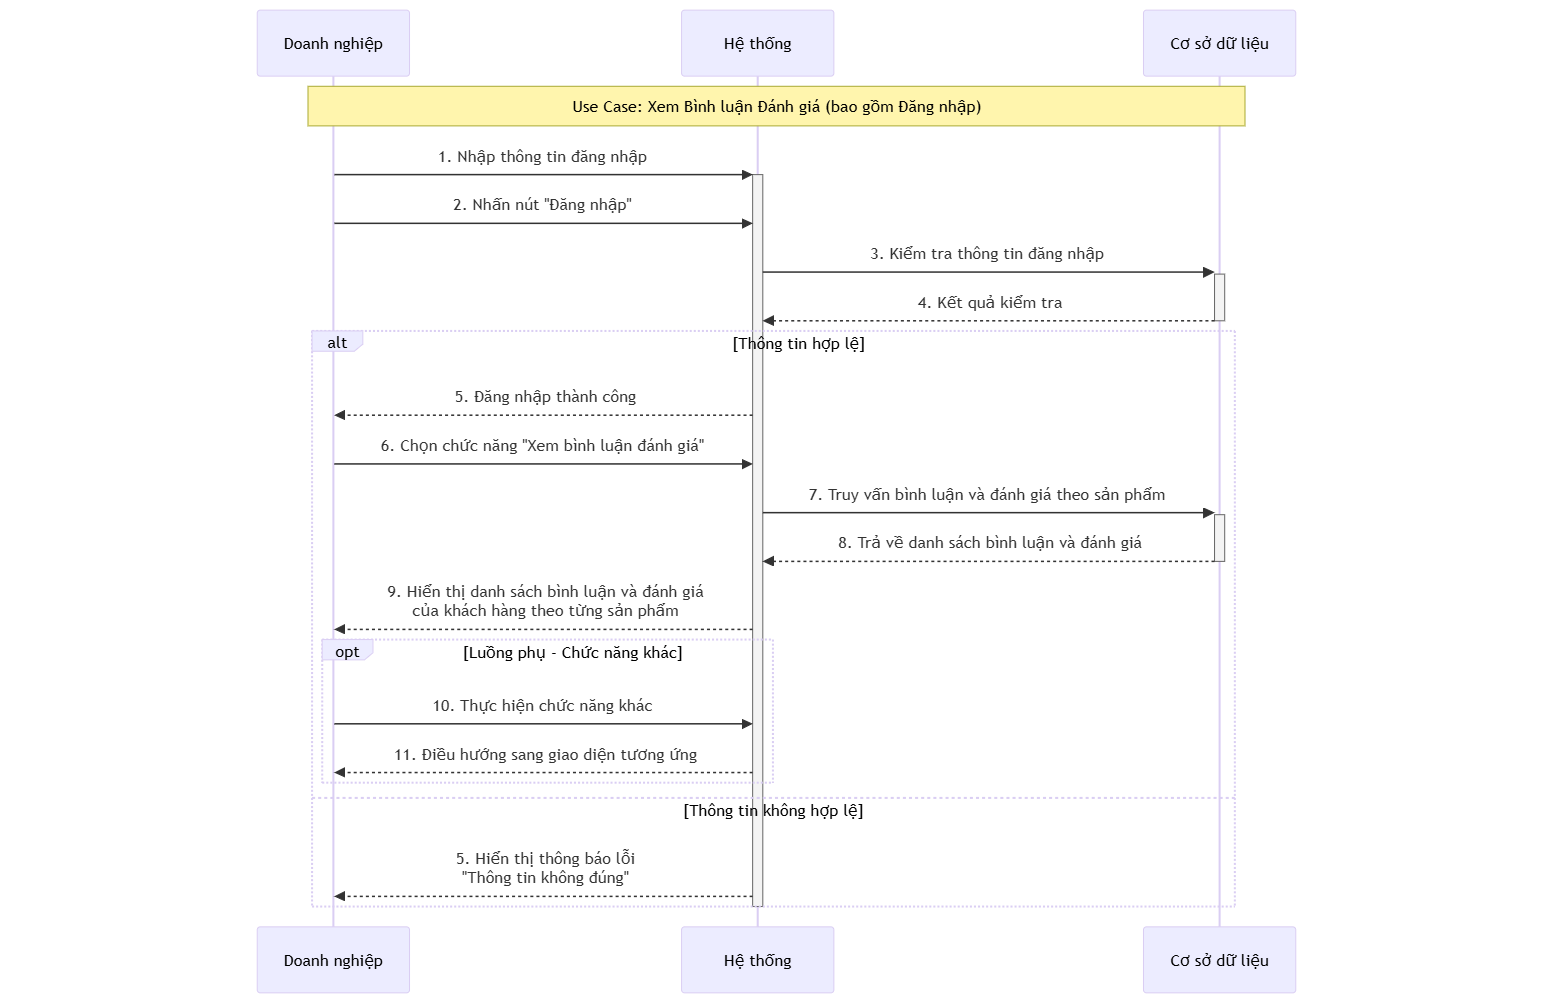 Doanh nghiệp
Hệ thống
Cơ sở dữ liệu
Use Case: Xem Bình luận Đánh giá (bao gồm Đăng nhập)
1. Nhập thông tin đăng nhập
2. Nhấn nút "Đăng nhập"
3. Kiểm tra thông tin đăng nhập
4. Kết quả kiểm tra
alt
[Thông tin hợp lệ]
5. Đăng nhập thành công
6. Chọn chức năng "Xem bình luận đánh giá"
7. Truy vấn bình luận và đánh giá theo sản phẩm
8. Trả về danh sách bình luận và đánh giá
9. Hiển thị danh sách bình luận và đánh giá
của khách hàng theo từng sản phẩm
opt
[Luồng phụ - Chức năng khác]
10. Thực hiện chức năng khác
11. Điều hướng sang giao diện tương ứng
[Thông tin không hợp lệ]
5. Hiển thị thông báo lỗi
"Thông tin không đúng"
Doanh nghiệp
Hệ thống
Cơ sở dữ liệu